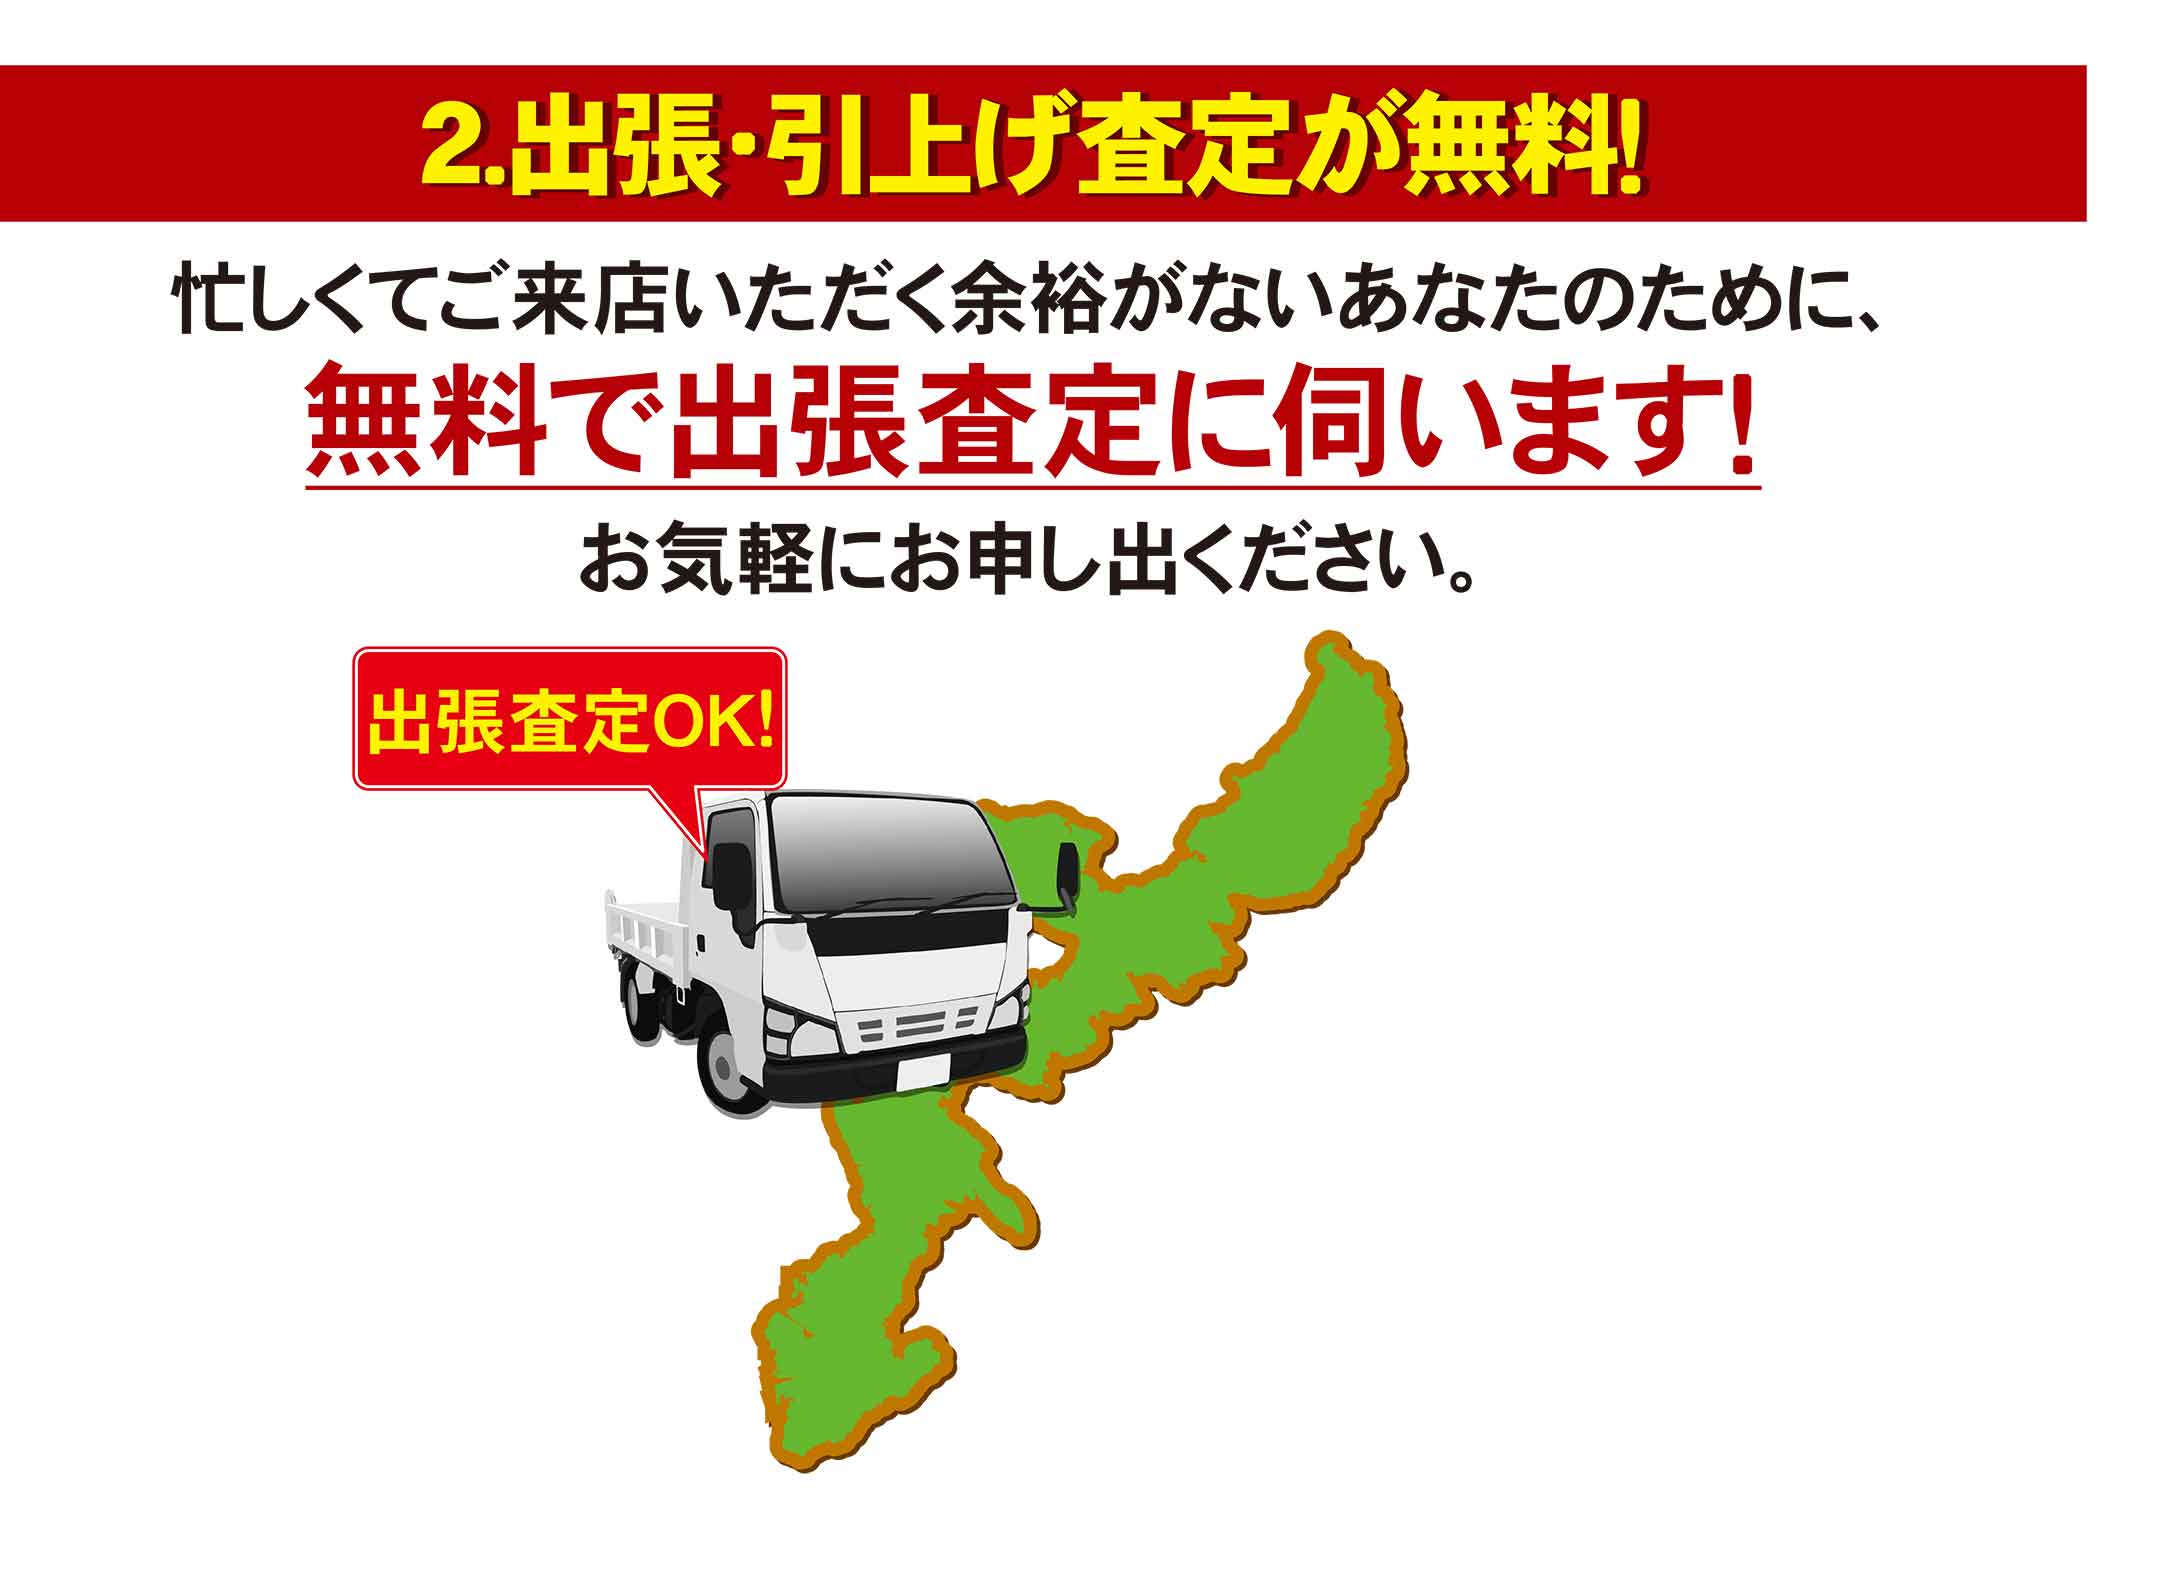 2.出張・引上げ査定が無料!
忙しくてご来店いただく余裕がないあなたのために、
無料で出張査定に伺います!
お気軽にお申し出ください。
出張査定OK!